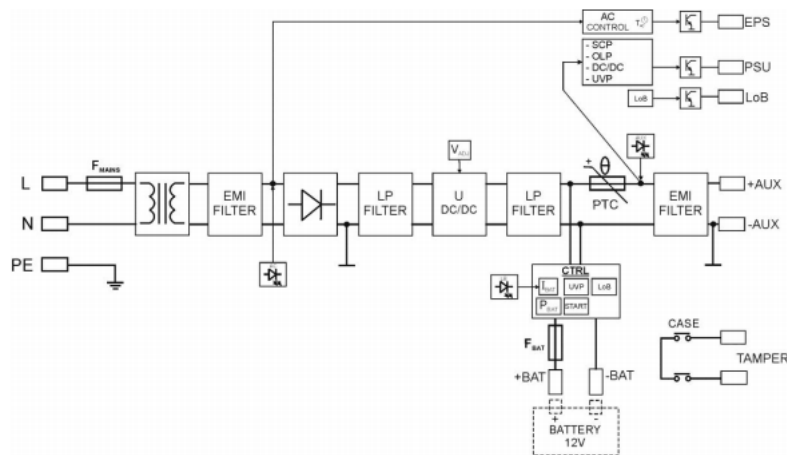 AC
CONTROL
EPS
- SCP
- OLP
- DC/DC
- UVP
PSU
LoB
LoB
V ADJ
F MAINS
θ
+
PTC
L
N
PE
EMI
FILTER
LP
FILTER
U
DC/DC
LP
FILTER
EMI
FILTER
+AUX
-AUX
CTRL
I BAT
UVP
LoB
P BAT
START
F BAT
+BAT
-BAT
+
-
BATTERY
12V
CASE
TAMPER